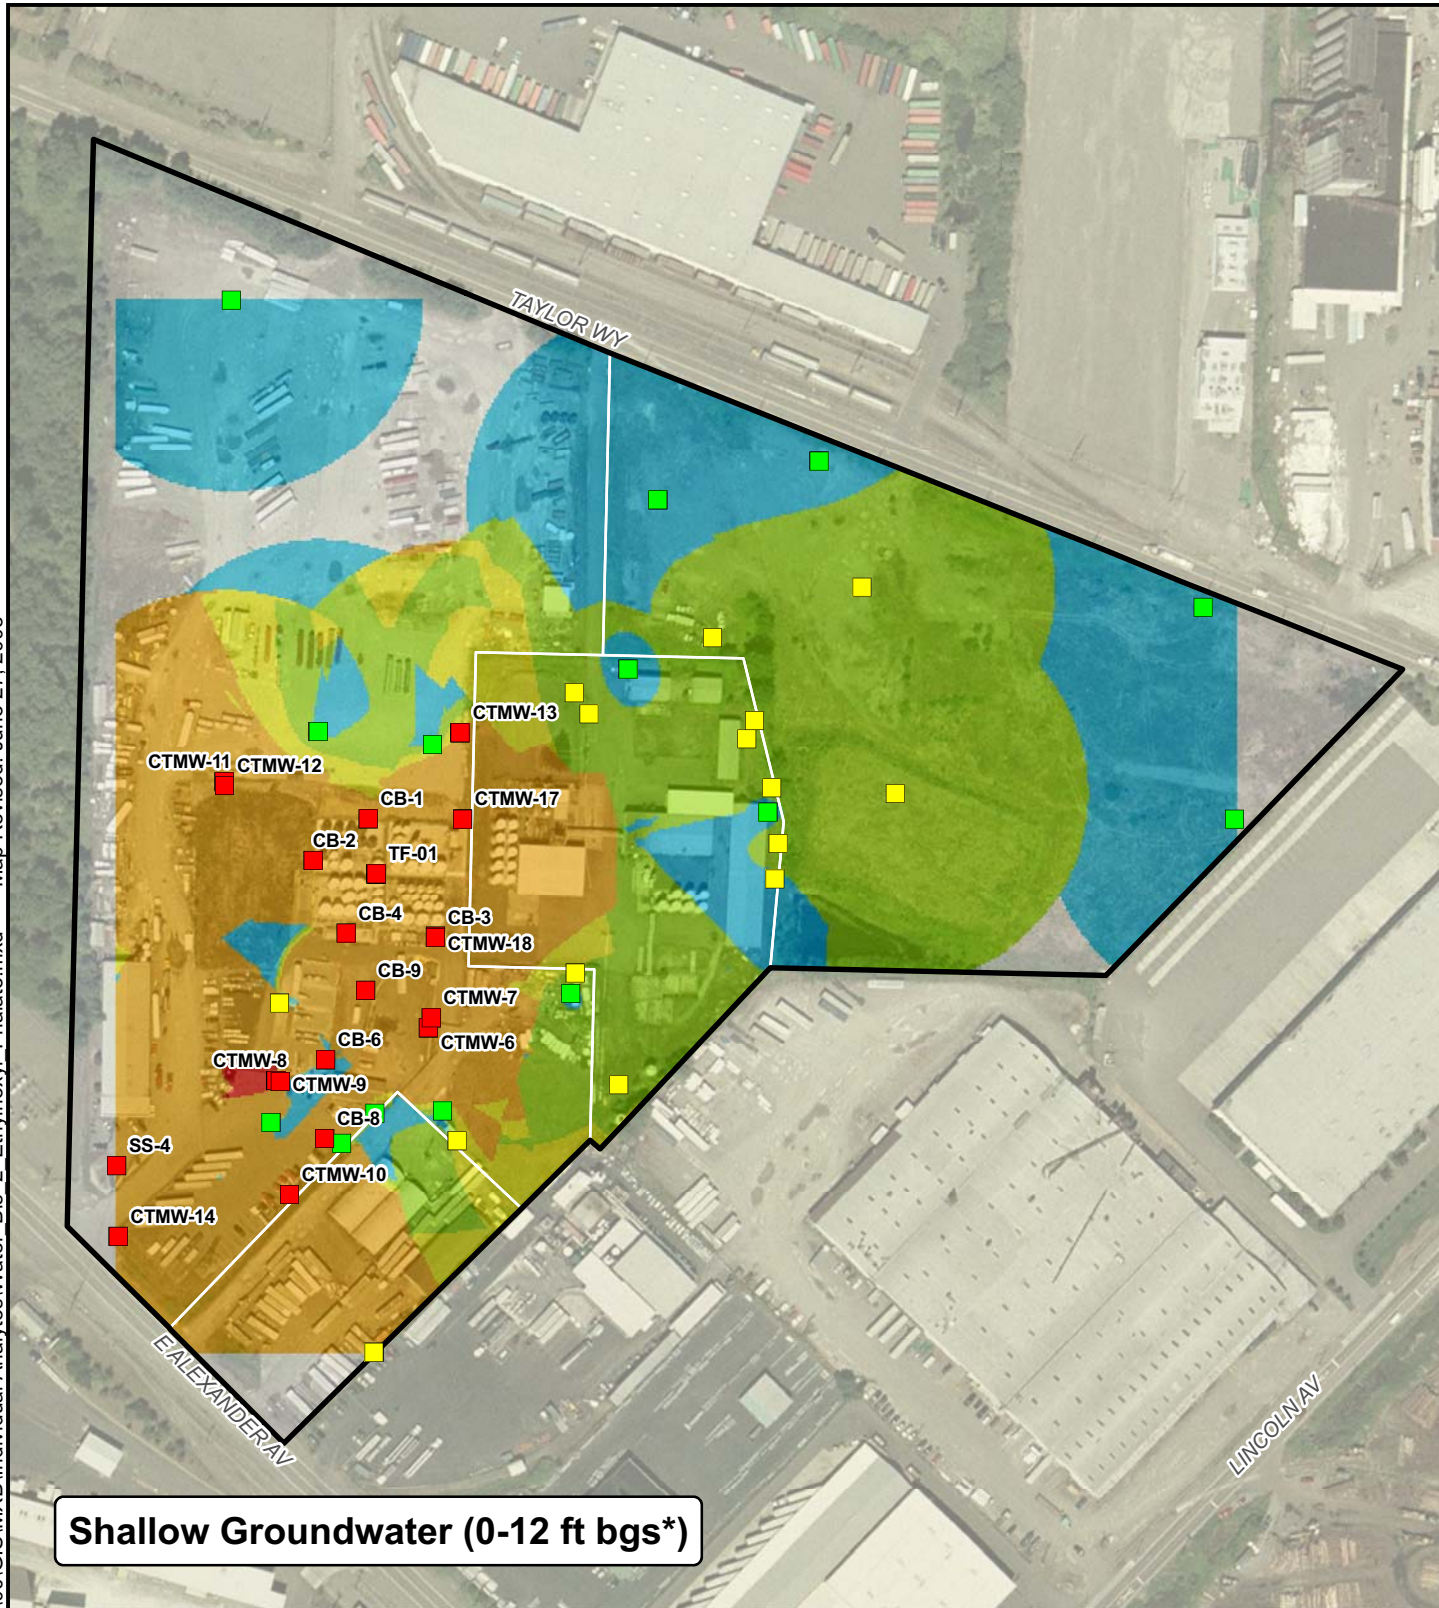 TAYLOR WY
CTMW-13
CTMW-11
CTMW-12
CB-1
CTMW-17
CB-2
TF-01
CB-4
CB-3
CTMW-18
CB-9
CTMW-7
CTMW-6
CB-6
CTMW-8
CTMW-9
CB-8
SS-4
CTMW-10
CTMW-14
E ALEXANDER AV
LINCOLN AV
Shallow Groundwater (0-12 ft bgs*)